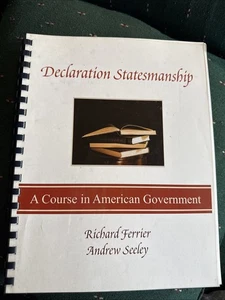 Declaration Statesmanship
A Course in American Government
Richard Ferrier
Andrew Seeley